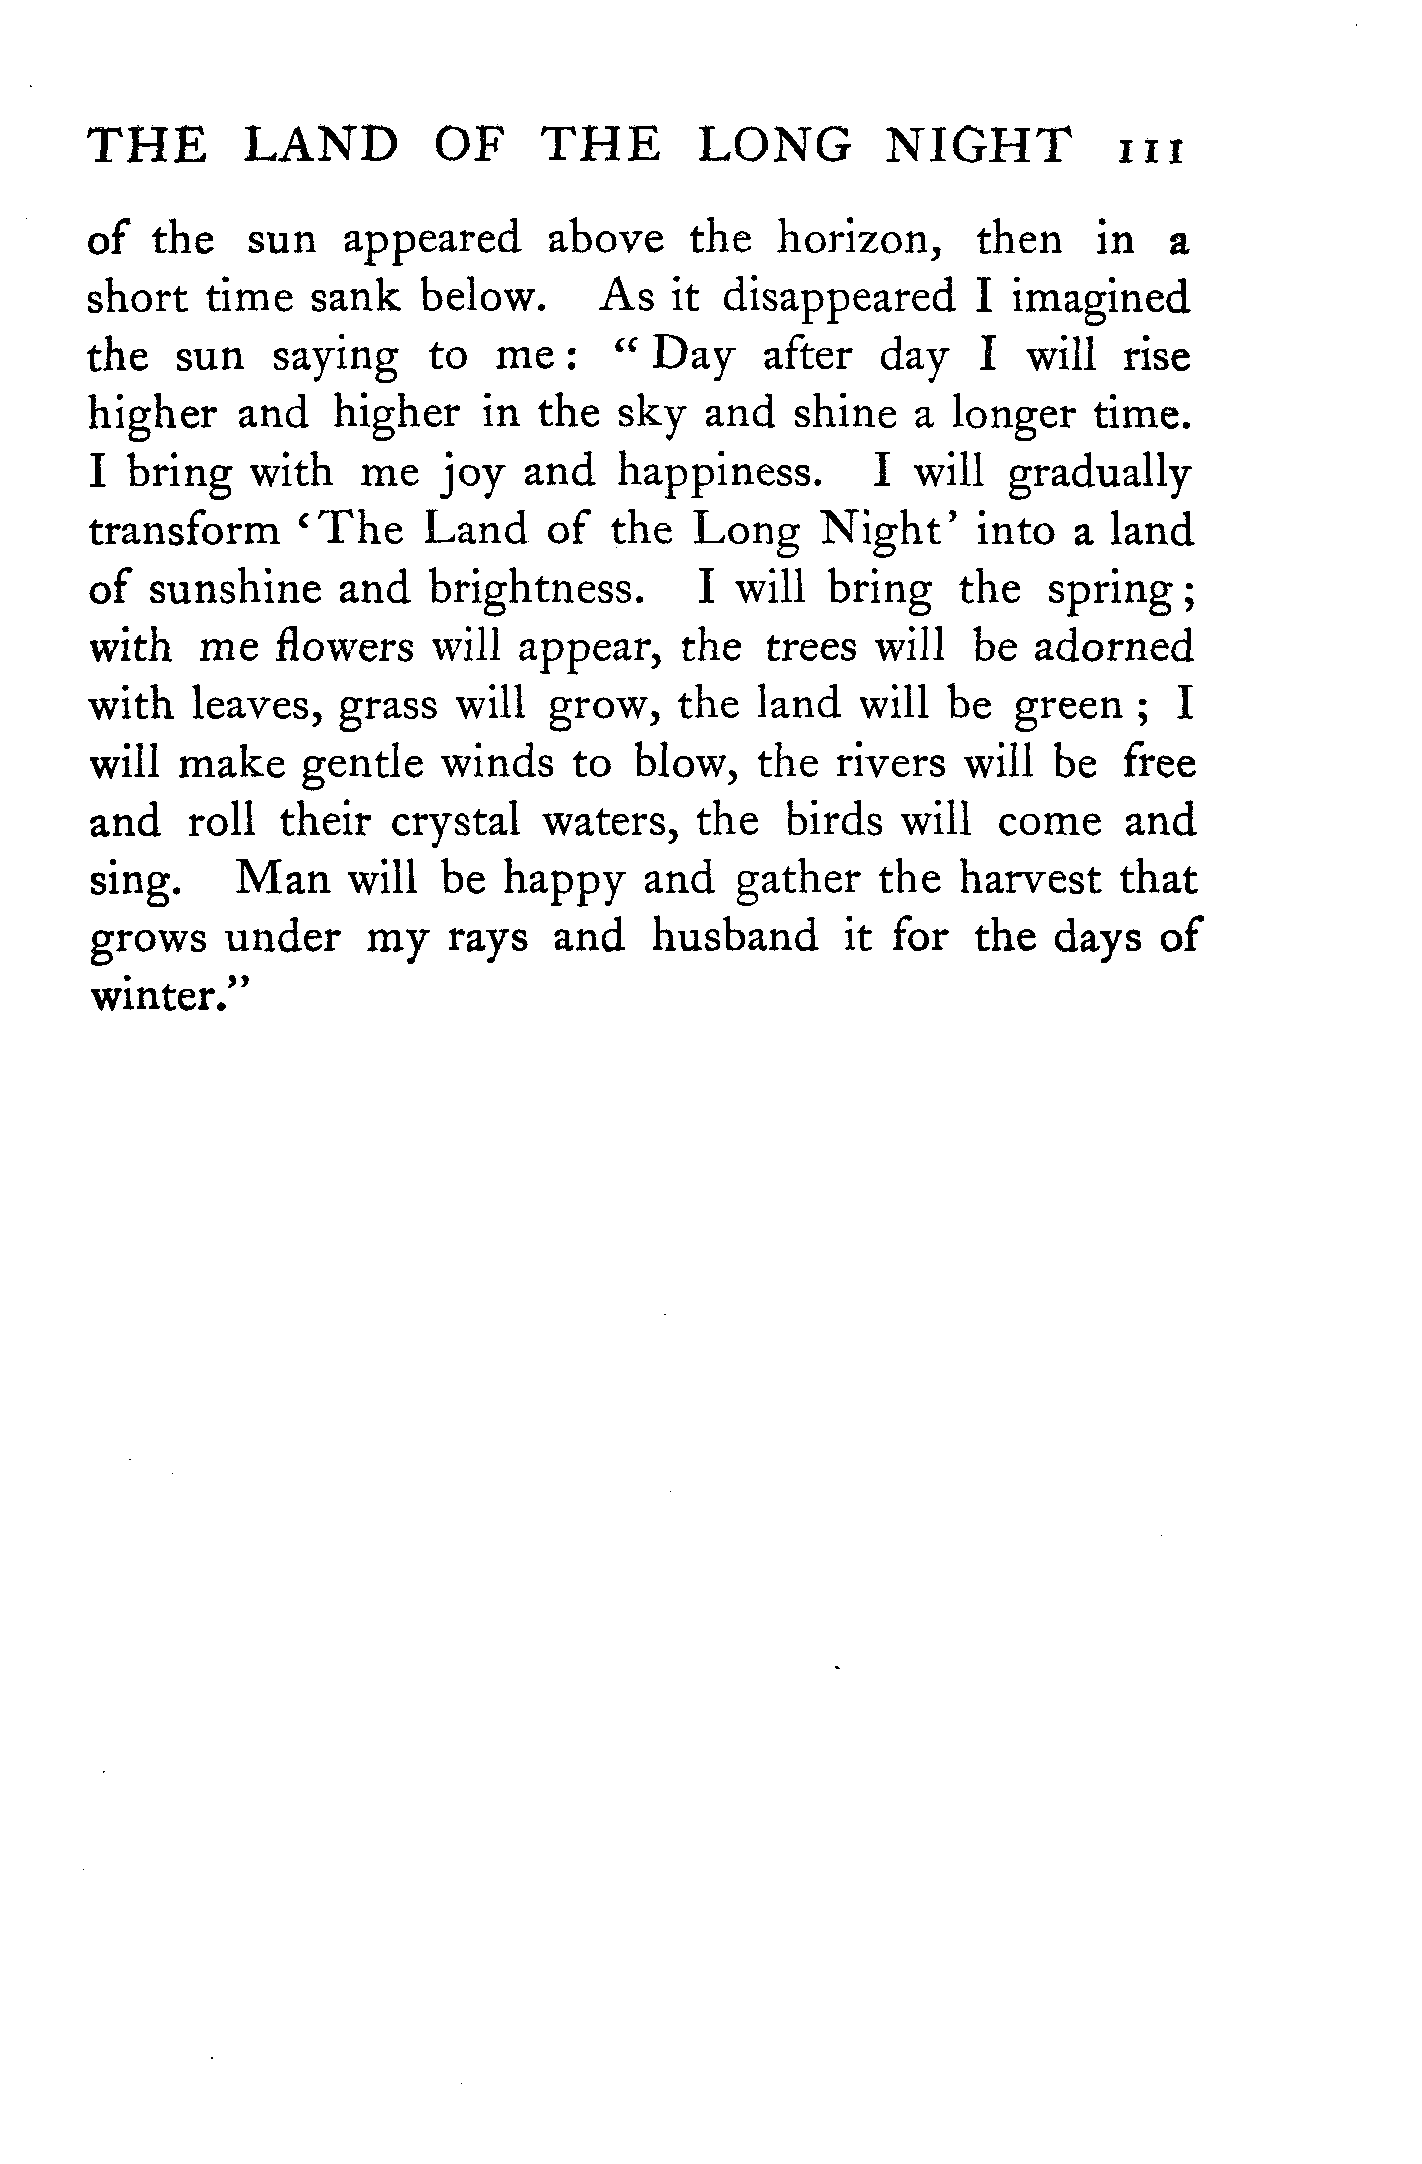 THE LAND OF THE LONG NIGHT 111
of the sun appeared above the horizon, then in a
short time sank below. As it disappeared I imagined
the sun saying to me: “Day after day I will rise
higher and higher in the sky and shine a longer time.
I bring with me joy and happiness. I will gradually
transform ‘The Land of the Long Night’ into a land
of sunshine and brightness. I will bring the spring;
with me flowers will appear, the trees will be adorned
with leaves, grass will grow, the land will be green; I
will make gentle winds to blow, the rivers will be free
and roll their crystal waters, the birds will come and
sing. Man will be happy and gather the harvest that
grows under my rays and husband it for the days of
winter.”